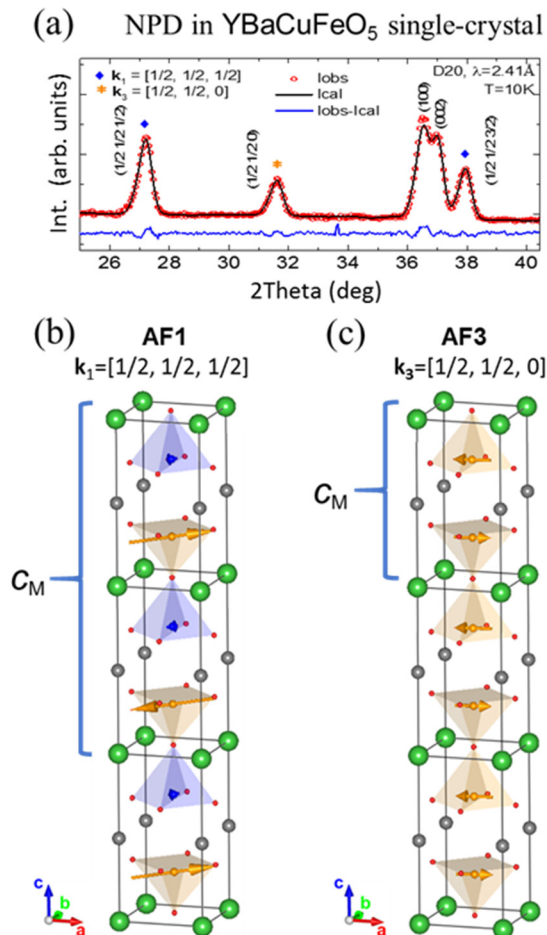 (a) NPD in YBaCuFeO5 single-crystal
k1 = [1/2, 1/2, 1/2]
k3 = [1/2, 1/2, 0]
Iobs
Ical
Iobs-Ical
D20, λ=2.41Å
T=10K
(1/2 1/2 1/2)
(1/2 1/2 0)
(100)
(002)
(1/2 1/2 3/2)
Int. (arb. units)
26 28 30 32 34 36 38 40
2Theta (deg)
(b) AF1
k1=[1/2, 1/2, 1/2]
CM
c
b
a
(c) AF3
k3=[1/2, 1/2, 0]
CM
c
b
a